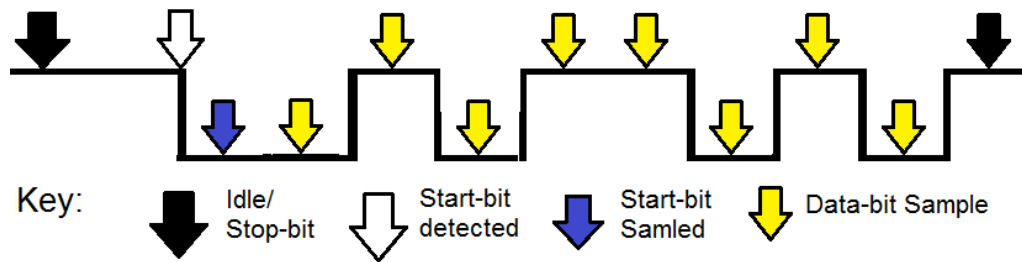 Key:
Idle/
Stop-bit
Start-bit
detected
Start-bit
Samled
Data-bit Sample